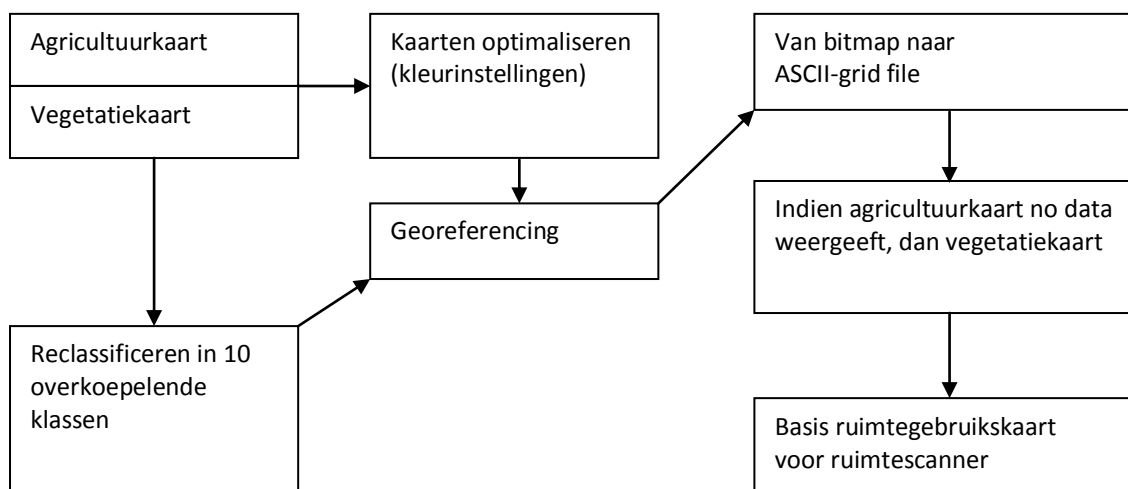 Agricultuurkaart
Vegetatiekaart
Kaarten optimaliseren
(kleurinstellingen)
Van bitmap naar
ASCII-grid file
Georeferencing
Indien agricultuurkaart no data
weergeeft, dan vegetatiekaart
Reclassificeren in 10
overkoepelende
klassen
Basis ruimtegebruikskaart
voor ruimtescanner